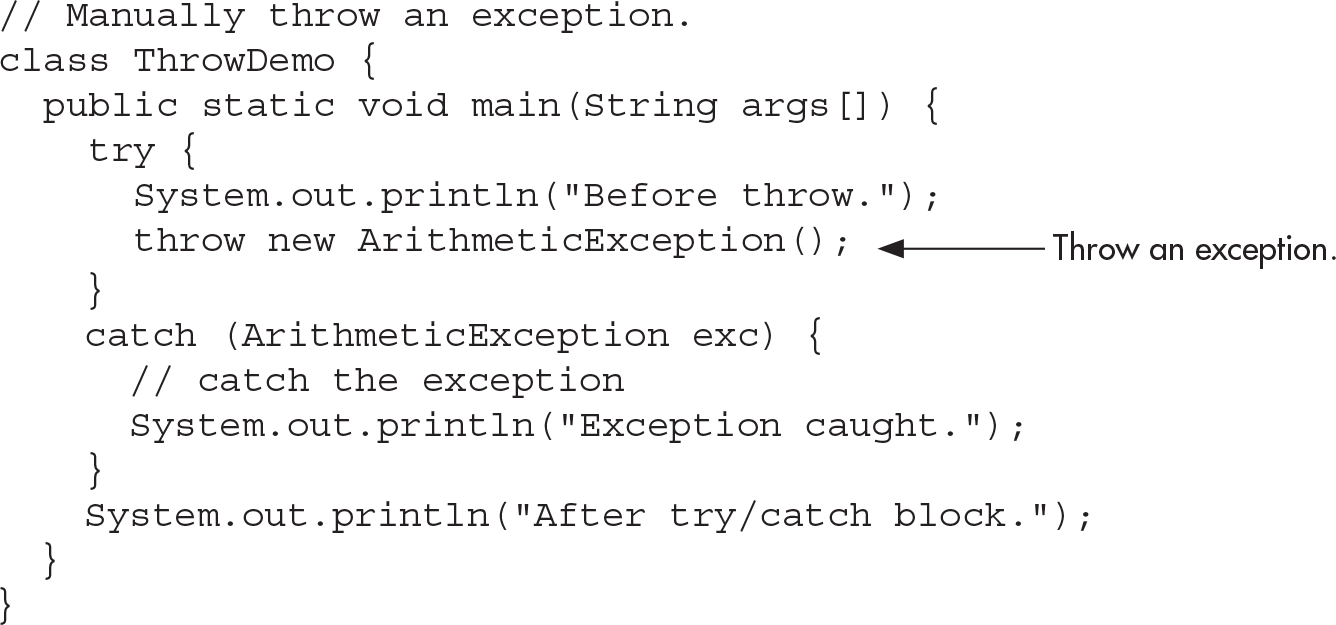 // Manually throw an exception.
class ThrowDemo {
  public static void main(String args[]) {
    try {
      System.out.println("Before throw.");
      throw new ArithmeticException(); Throw an exception.
    }
    catch (ArithmeticException exc) {
      // catch the exception
      System.out.println("Exception caught.");
    }
    System.out.println("After try/catch block.");
  }
}